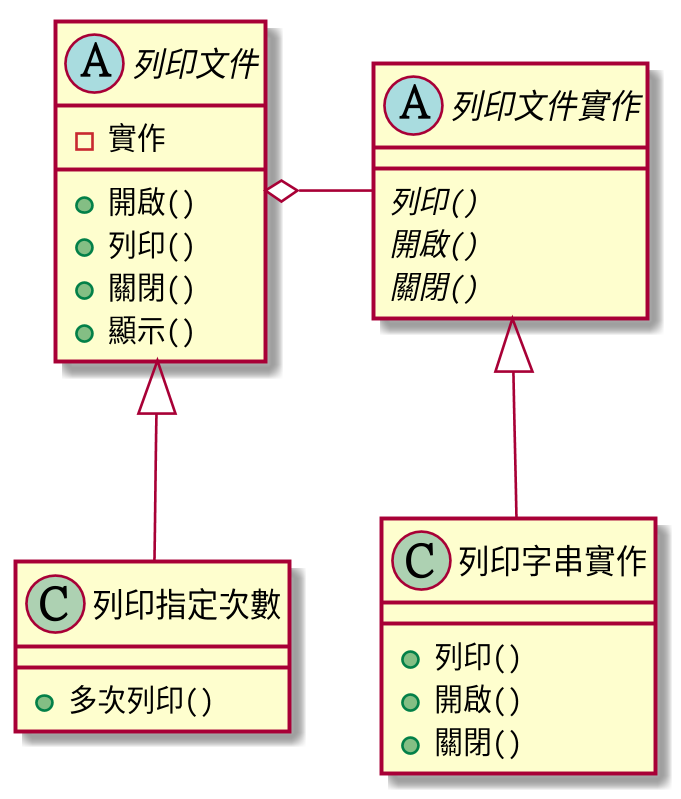 A 列印文件
實作
開啟()
列印()
關閉()
顯示()
A 列印文件實作
列印()
開啟()
關閉()
C 列印指定次數
多次列印()
C 列印字串實作
列印()
開啟()
關閉()